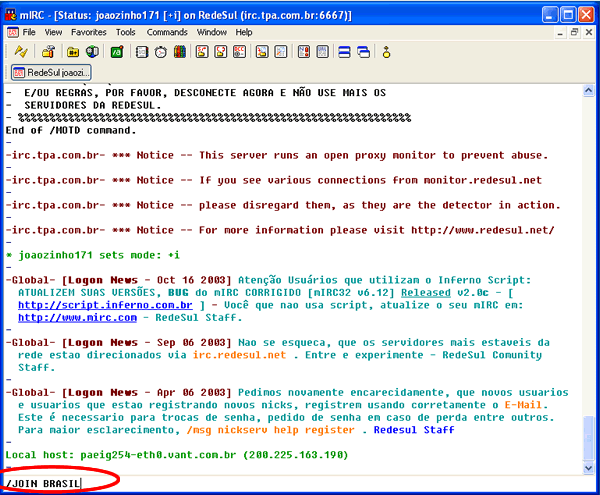 mIRC - [Status: joaozinho171 [+i] on RedeSul (irc.tpa.com.br:6667)]
File View Favorites Tools Commands Window Help
RedeSul joaozi...
- E/OU REGRAS, POR FAVOR, DESCONECTE AGORA E NÃO USE MAIS OS
- SERVIDORES DA REDESUL.
- %%%%%%%%%%%%%%%%%%%%%%%%%%%%%%%%%%%%%%%%%%%%%%%%%%%%%%%%%%
End of /MOTD command.
-
-irc.tpa.com.br- *** Notice -- This server runs an open proxy monitor to prevent abuse.
-
-irc.tpa.com.br- *** Notice -- If you see various connections from monitor.redesul.net
-
-irc.tpa.com.br- *** Notice -- please disregard them, as they are the detector in action.
-
-irc.tpa.com.br- *** Notice -- For more information please visit http://www.redesul.net/
-
* joaozinho171 sets mode: +i
-
-Global- [Logon News - Oct 16 2003] Atenção Usuários que utilizam o Inferno Script:
ATUALIZEM SUAS VERSÕES, BUG do mIRC CORRIGIDO [mIRC32 v6.12] Released v2.0c - [
http://script.inferno.com.br ] - Você que nao usa script, atualize o seu mIRC em:
http://www.mirc.com - RedeSul Staff.
-
-Global- [Logon News - Sep 06 2003] Nao se esqueca, que os servidores mais estaveis da
rede estao direcionados via irc.redesul.net . Entre e experimente - RedeSul Comunity
Staff.
-
-Global- [Logon News - Apr 06 2003] Pedimos novamente encarecidamente, que novos usuarios
e usuarios que estao registrando novos nicks, registrem usando corretamente o E-Mail.
Este é necessario para trocas de senha, pedido de senha em caso de perda entre outros.
Para maior esclarecimento, /msg nickserv help register . Redesul Staff
-
Local host: paeig254-eth0.vant.com.br (200.225.163.190)
-
/JOIN BRASIL